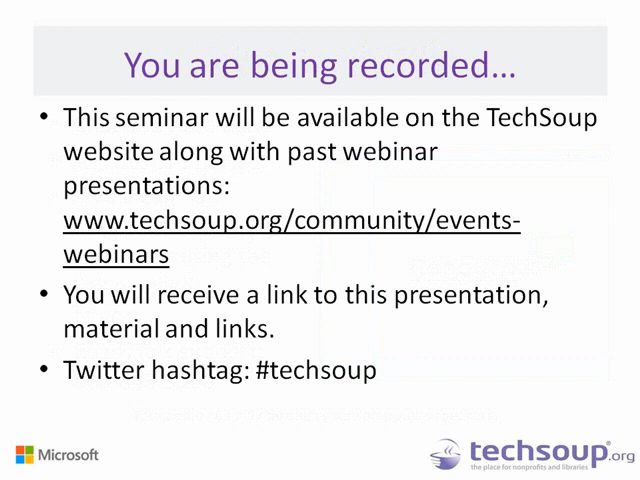 You are being recorded...
• This seminar will be available on the TechSoup
website along with past webinar
presentations:
www.techsoup.org/community/events-
webinars
• You will receive a link to this presentation,
material and links.
• Twitter hashtag: #techsoup
Microsoft
techsoup®.org
the place for nonprofits and libraries